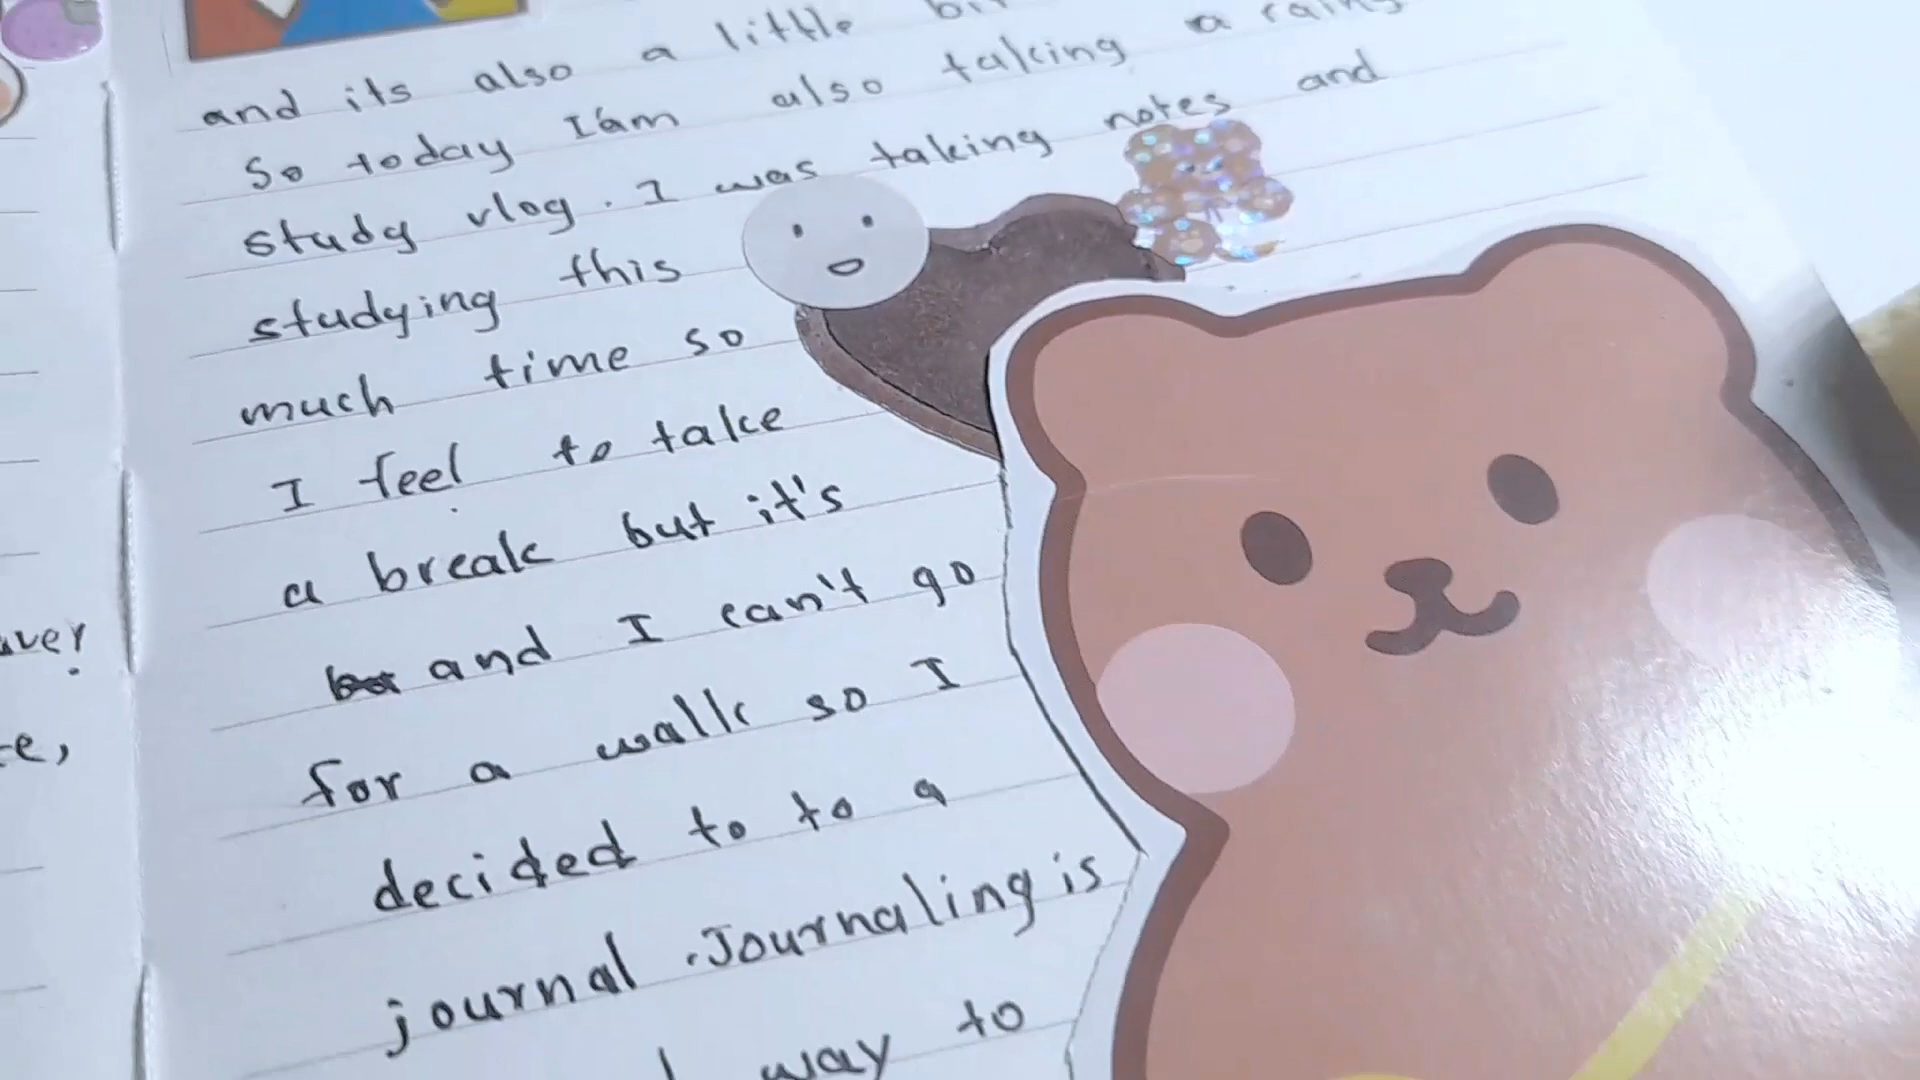 and its also a little
So today I'am also taking a rainy
study vlog. I was taking notes and
studying this
much time so
I feel to take
a break but it's
and I can't go
for a walk so I
decided to to a
journal. Journaling is
way to